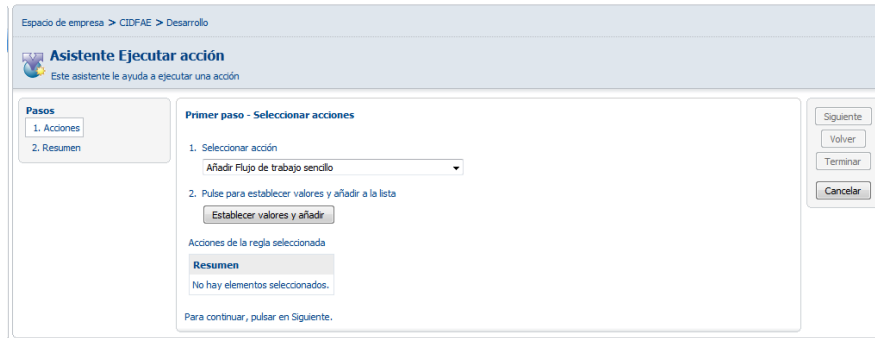 Espacio de empresa > CIDFAE > Desarrollo
Asistente Ejecutar acción
Este asistente le ayuda a ejecutar una acción
Pasos
1. Acciones
2. Resumen
Primer paso - Seleccionar acciones
1. Seleccionar acción
Añadir Flujo de trabajo sencillo
2. Pulse para establecer valores y añadir a la lista
Establecer valores y añadir
Acciones de la regla seleccionada
Resumen
No hay elementos seleccionados.
Para continuar, pulsar en Siguiente.
Siguiente
Volver
Terminar
Cancelar